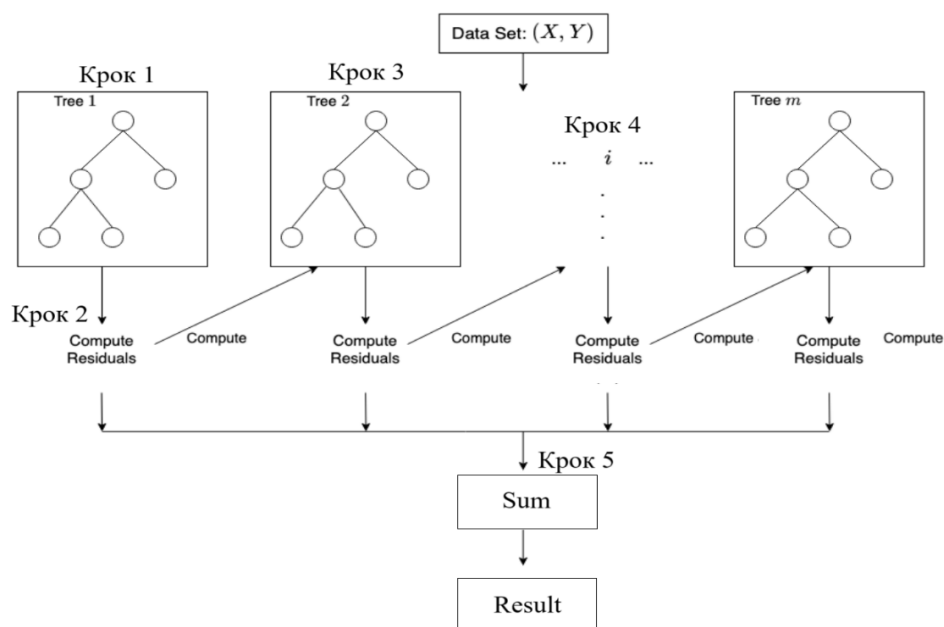 Data Set: (X, Y)
Крок 1
Крок 3
Tree 1
Tree 2
Крок 4
Tree m
... i ...
.
.
.
Крок 2
Compute
Residuals
Compute
Compute
Residuals
Compute
Compute
Residuals
Compute
Compute
Residuals
Compute
Крок 5
Sum
Result